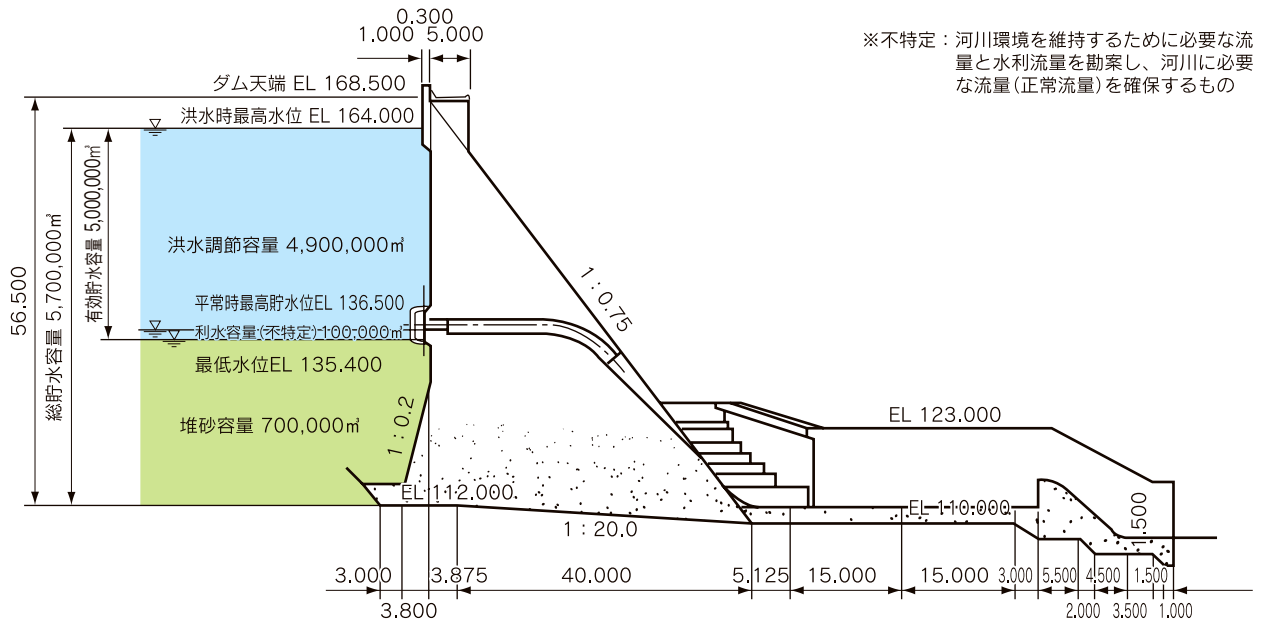 0.300
1.000 5.000
※不特定：河川環境を維持するために必要な流
量と水利流量を勘案し、河川に必要
な流量(正常流量)を確保するもの
ダム天端 EL 168.500
洪水時最高水位 EL 164.000
56.500
総貯水容量 5,700,000㎥
有効貯水容量 5,000,000㎥
洪水調節容量 4,900,000㎥
平常時最高貯水位EL 136.500
利水容量(不特定) 100,000㎥
最低水位EL 135.400
堆砂容量 700,000㎥
1：0.2
1：0.75
EL 123.000
EL 112.000
EL 110.000
1：20.0
1.500
3.000 3.875 40.000 5.125 15.000 15.000 3.000 5.500 4.500 1.500
3.800 2.000 3.500 1.000